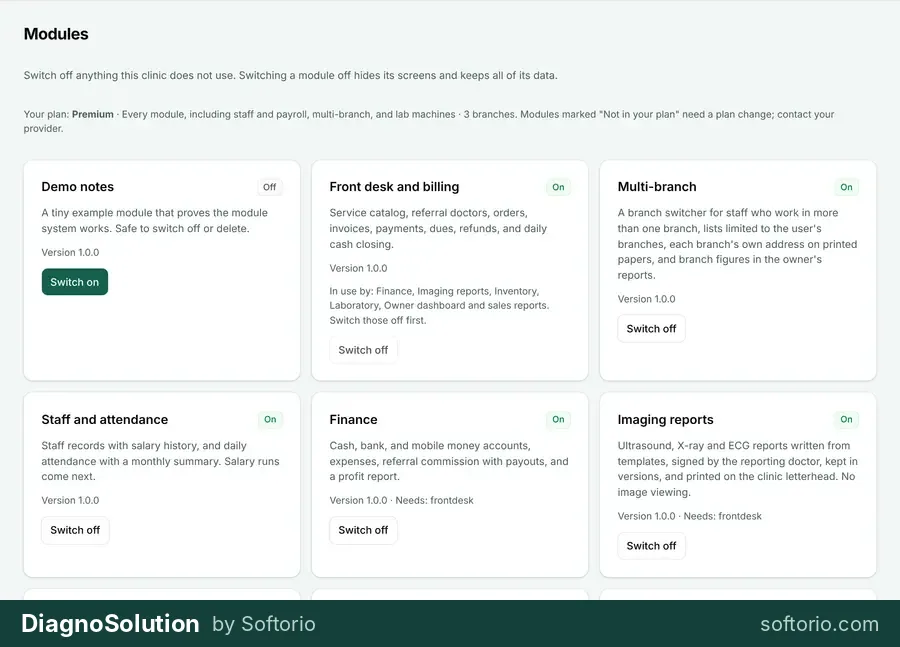 Modules
Switch off anything this clinic does not use. Switching a module off hides its screens and keeps all of its data.
Your plan: Premium · Every module, including staff and payroll, multi-branch, and lab machines · 3 branches. Modules marked "Not in your plan" need a plan change; contact your
provider.
Demo notes
Off
A tiny example module that proves the module
system works. Safe to switch off or delete.
Version 1.0.0
Switch on
Front desk and billing
On
Service catalog, referral doctors, orders,
invoices, payments, dues, refunds, and daily
cash closing.
Version 1.0.0
In use by: Finance, Imaging reports, Inventory,
Laboratory, Owner dashboard and sales reports.
Switch those off first.
Switch off
Multi-branch
On
A branch switcher for staff who work in more
than one branch, lists limited to the user's
branches, each branch's own address on printed
papers, and branch figures in the owner's
reports.
Version 1.0.0
Switch off
Staff and attendance
On
Staff records with salary history, and daily
attendance with a monthly summary. Salary runs
come next.
Version 1.0.0
Switch off
Finance
On
Cash, bank, and mobile money accounts,
expenses, referral commission with payouts, and
a profit report.
Version 1.0.0 · Needs: frontdesk
Switch off
Imaging reports
On
Ultrasound, X-ray and ECG reports written from
templates, signed by the reporting doctor, kept in
versions, and printed on the clinic letterhead. No
image viewing.
Version 1.0.0 · Needs: frontdesk
Switch off
DiagnoSolution by Softorio
softorio.com